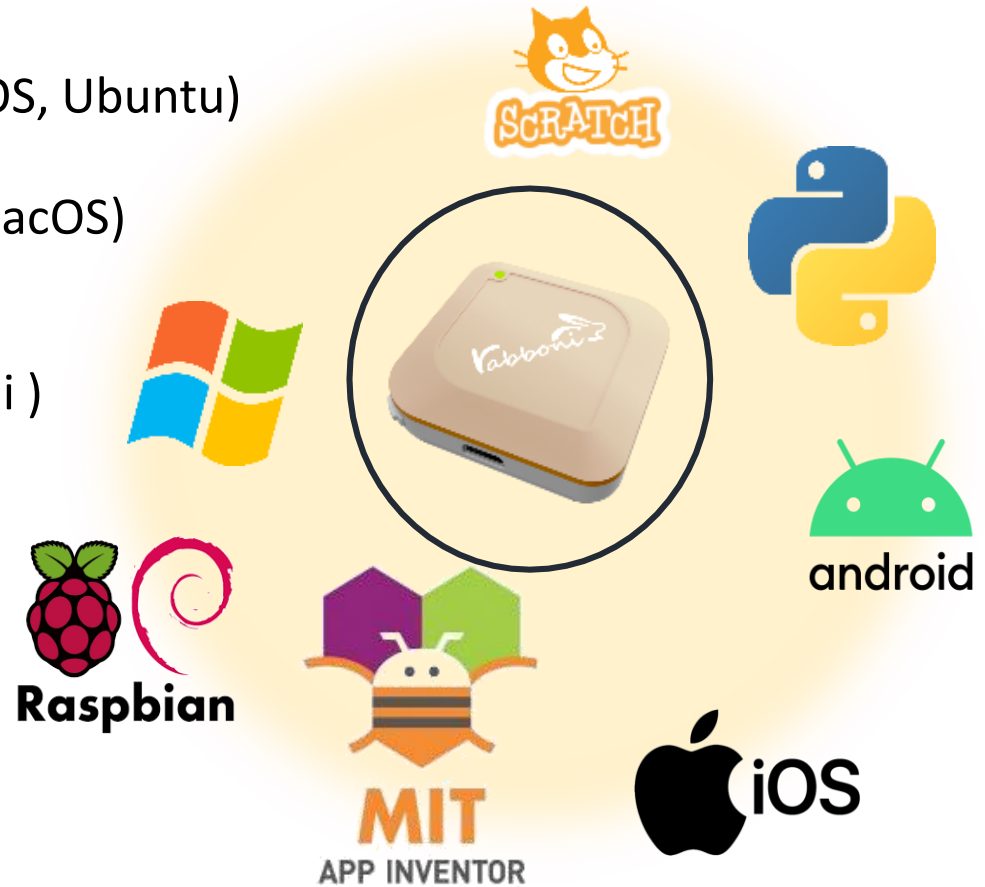 OS, Ubuntu)
SCRATCH
acOS)
rabboni
i )
android
Raspbian
iOS
MIT
APP INVENTOR